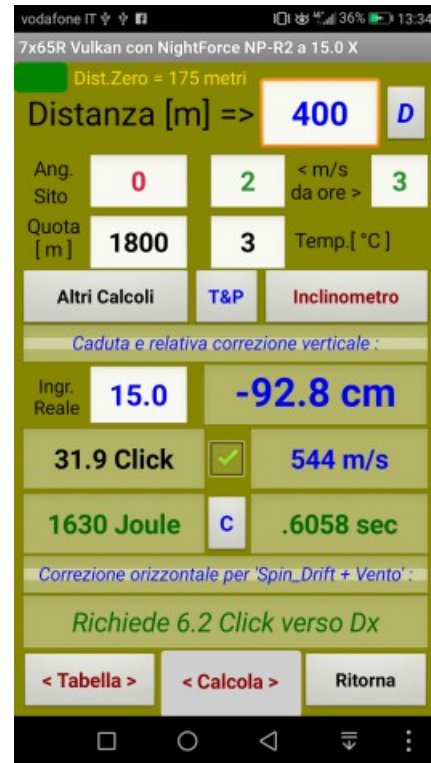 vodafone IT 36% 13:34
7x65R Vulkan con NightForce NP-R2 a 15.0 X
Dist.Zero = 175 metri
Distanza [m] => 400 D
Ang. Sito 0 2 < m/s da ore > 3
Quota [ m ] 1800 3 Temp.[ °C ]
Altri Calcoli T&P Inclinometro
Caduta e relativa correzione verticale :
Ingr. Reale 15.0 -92.8 cm
31.9 Click 544 m/s
1630 Joule C .6058 sec
Correzione orizzontale per 'Spin_Drift + Vento' :
Richiede 6.2 Click verso Dx
< Tabella > < Calcola > Ritorna